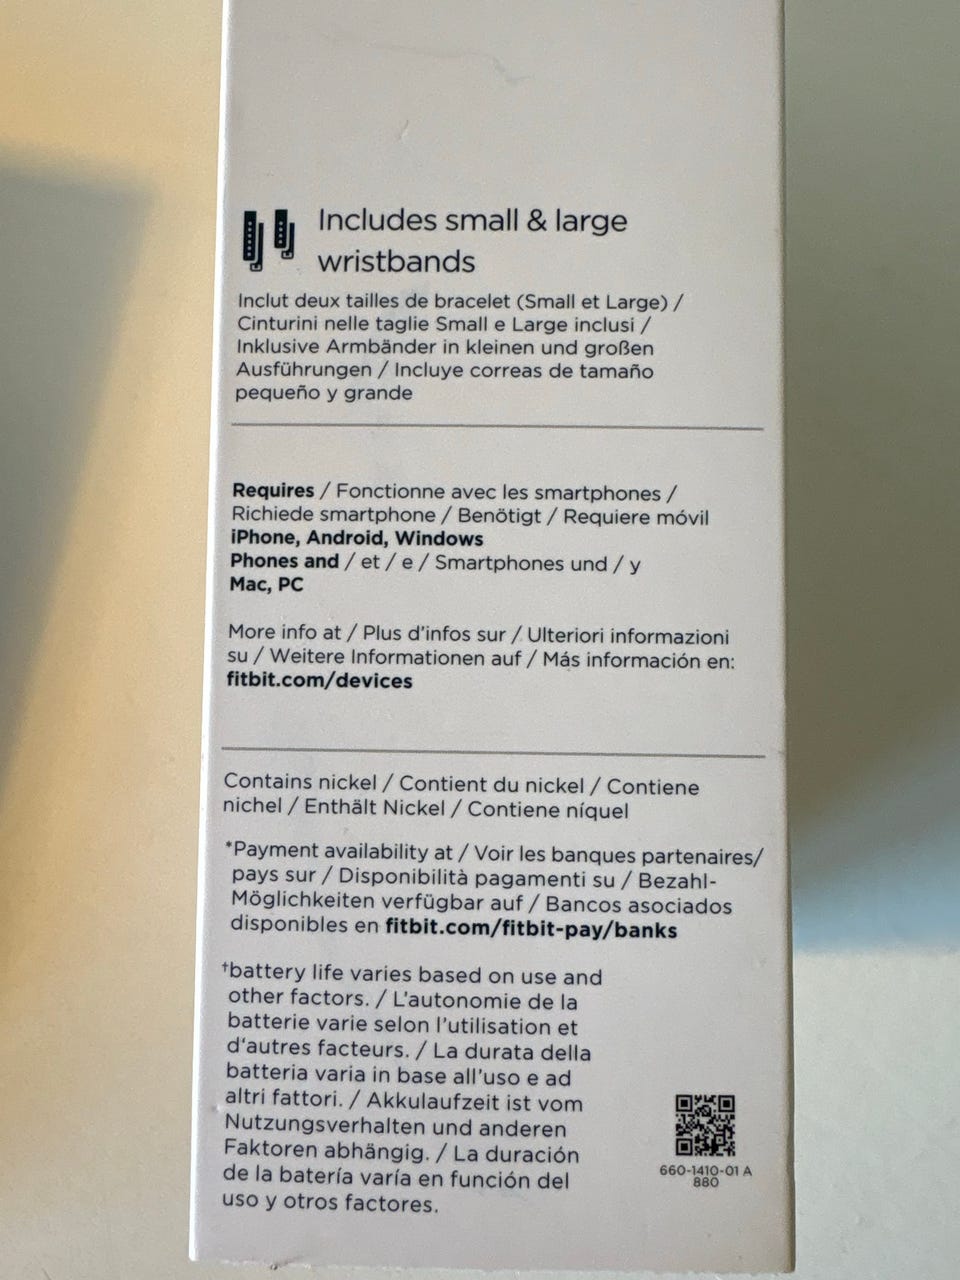 Includes small & large
wristbands
Inclut deux tailles de bracelet (Small et Large) /
Cinturini nelle taglie Small e Large inclusi /
Inklusive Armbänder in kleinen und großen
Ausführungen / Incluye correas de tamaño
pequeño y grande
Requires / Fonctionne avec les smartphones /
Richiede smartphone / Benötigt / Requiere móvil
iPhone, Android, Windows
Phones and / et / e / Smartphones und / y
Mac, PC
More info at / Plus d'infos sur / Ulteriori informazioni
su / Weitere Informationen auf / Más información en:
fitbit.com/devices
Contains nickel / Contient du nickel / Contiene
nichel / Enthält Nickel / Contiene níquel
*Payment availability at / Voir les banques partenaires/
pays sur / Disponibilità pagamenti su / Bezahl-
Möglichkeiten verfügbar auf / Bancos asociados
disponibles en fitbit.com/fitbit-pay/banks
†battery life varies based on use and
other factors. / L'autonomie de la
batterie varie selon l'utilisation et
d'autres facteurs. / La durata della
batteria varia in base all'uso e ad
altri fattori. / Akkulaufzeit ist vom
Nutzungsverhalten und anderen
Faktoren abhängig. / La duración
de la batería varía en función del
uso y otros factores.
660-1410-01 A
880